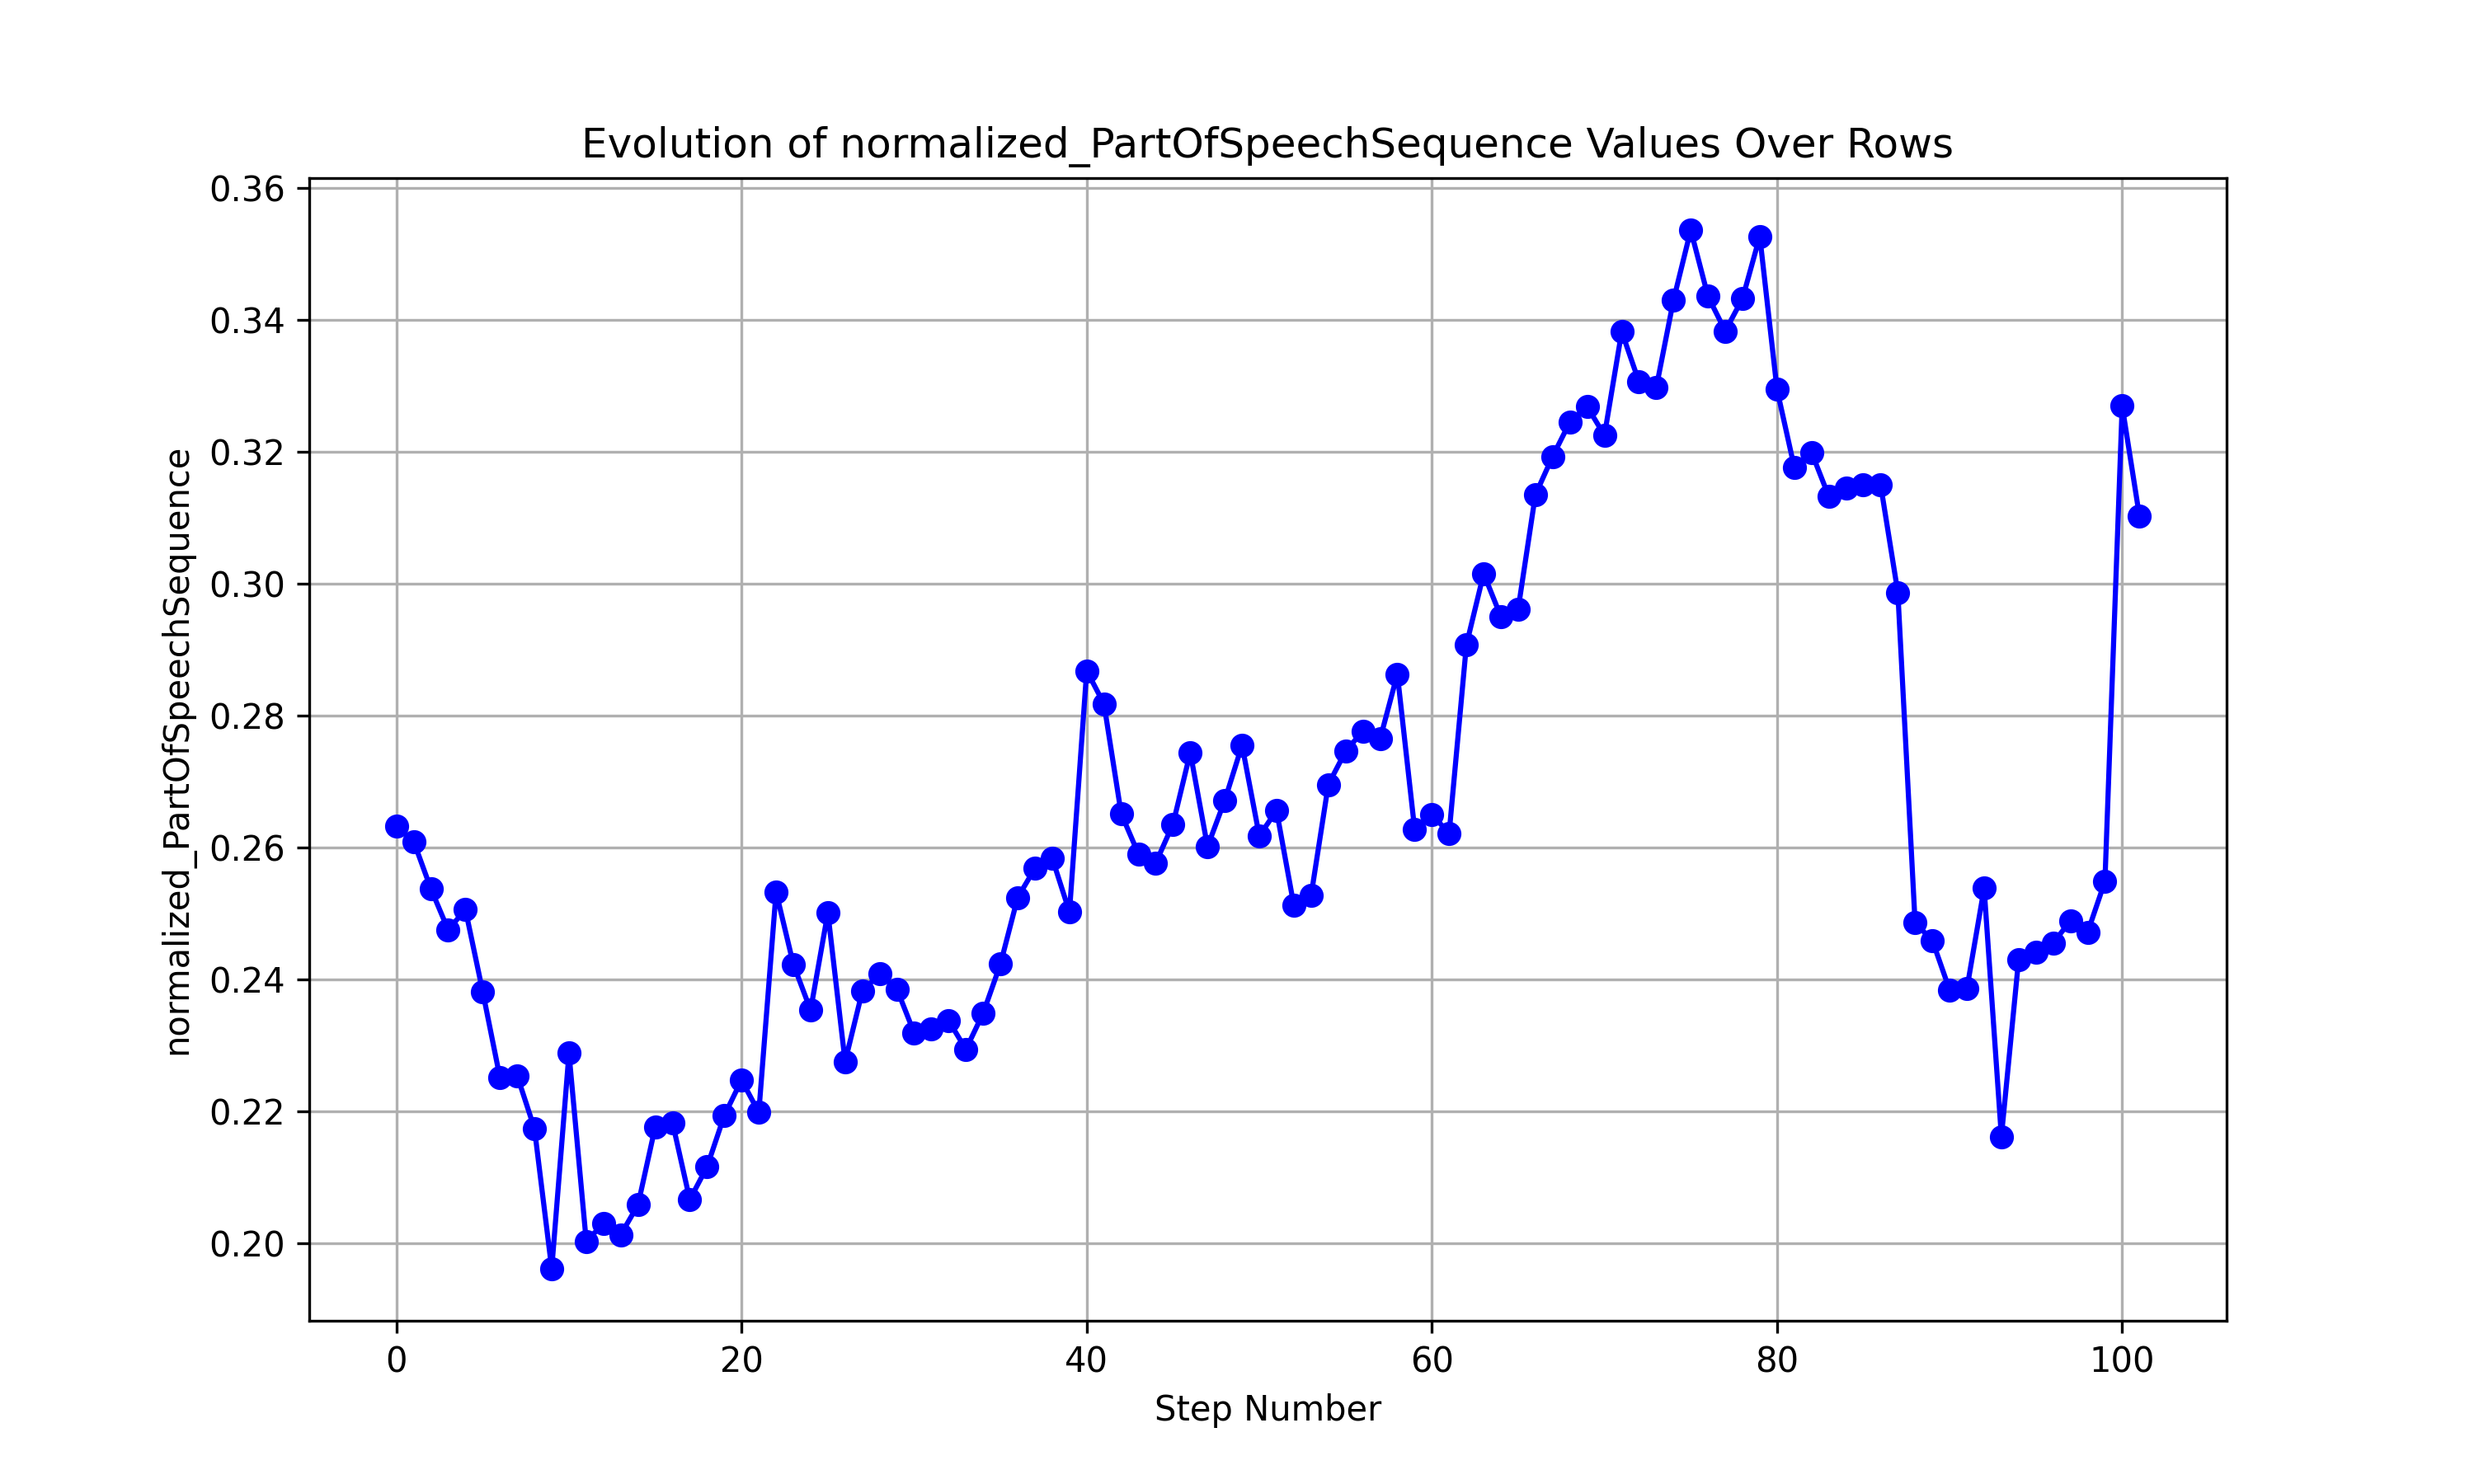 Evolution of normalized_PartOfSpeechSequence Values Over Rows
normalized_PartOfSpeechSequence
0.36
0.34
0.32
0.30
0.28
0.26
0.24
0.22
0.20
0 20 40 60 80 100
Step Number